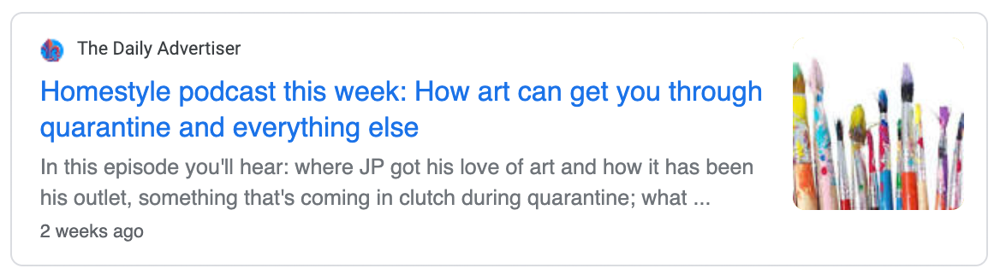 The Daily Advertiser
Homestyle podcast this week: How art can get you through
quarantine and everything else
In this episode you'll hear: where JP got his love of art and how it has been
his outlet, something that's coming in clutch during quarantine; what ...
2 weeks ago